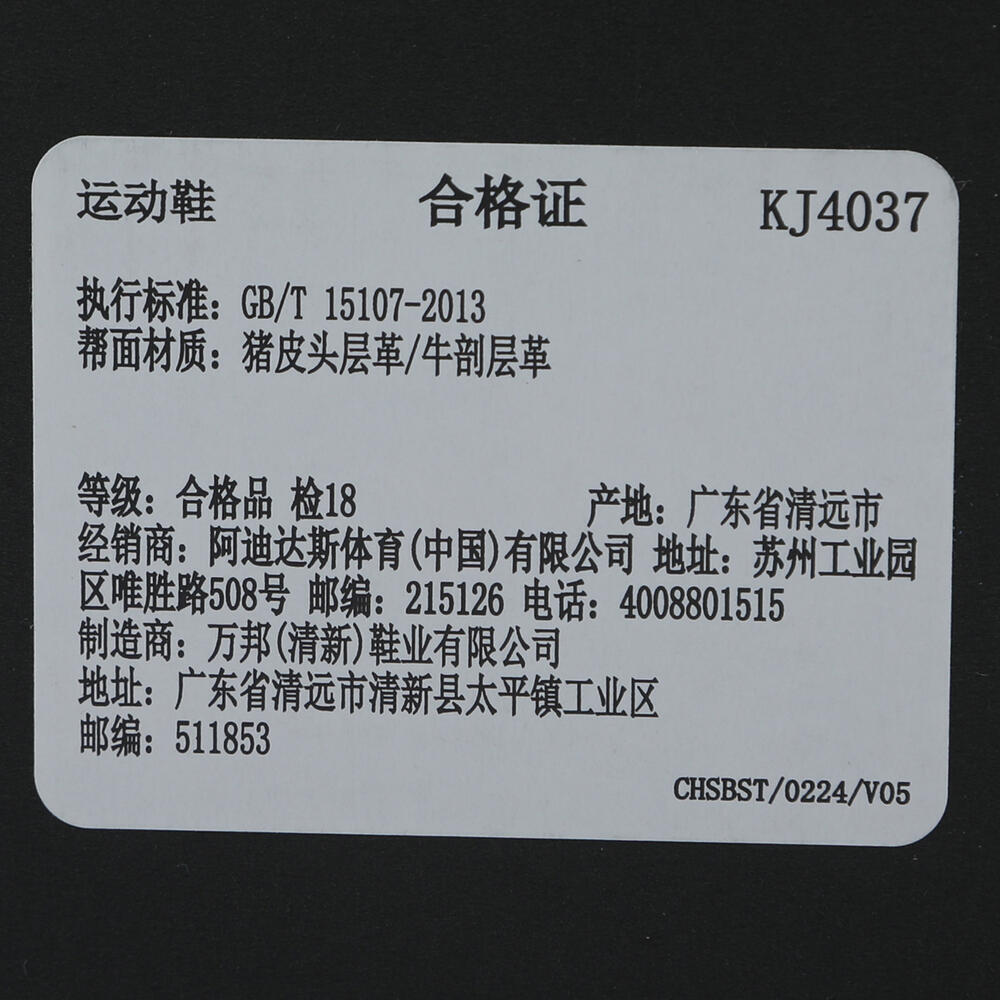 运动鞋 合格证 KJ4037
执行标准：GB/T 15107-2013
帮面材质：猪皮头层革/牛剖层革
等级：合格品 检18 产地：广东省清远市
经销商：阿迪达斯体育(中国)有限公司 地址：苏州工业园
区唯胜路508号 邮编：215126 电话：4008801515
制造商：万邦(清新)鞋业有限公司
地址：广东省清远市清新县太平镇工业区
邮编：511853
CHSBST/0224/V05